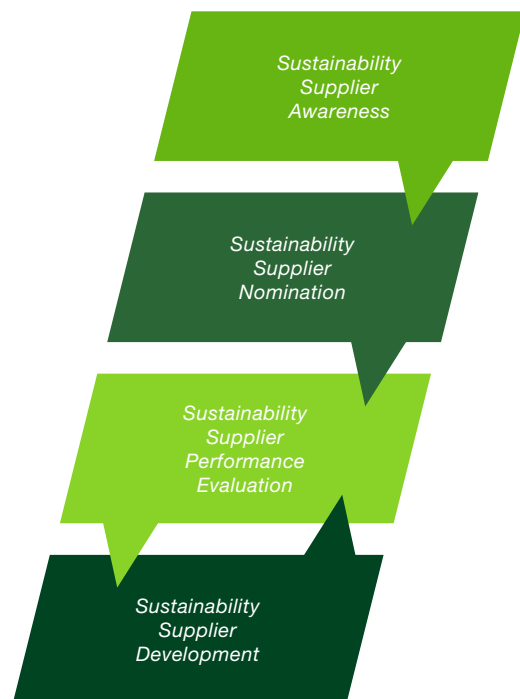 Sustainability
Supplier
Awareness
Sustainability
Supplier
Nomination
Sustainability
Supplier
Performance
Evaluation
Sustainability
Supplier
Development